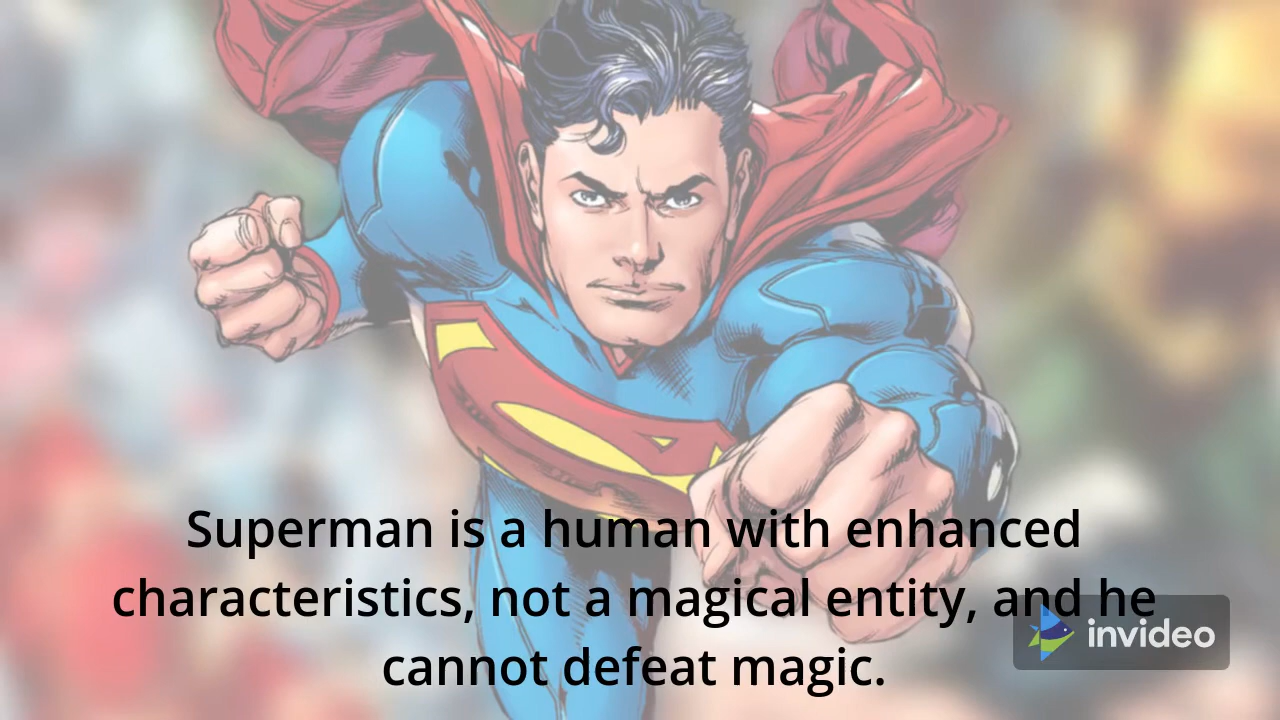 Superman is a human with enhanced
characteristics, not a magical entity, and he
invideo
cannot defeat magic.